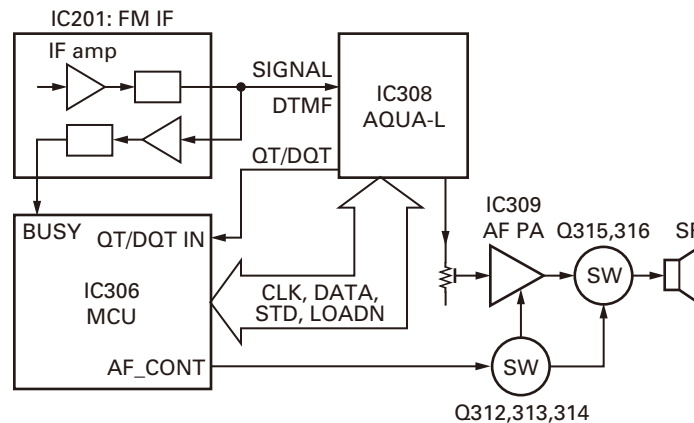 IC201: FM IF
IF amp
SIGNAL
DTMF
IC308
AQUA-L
QT/DQT
BUSY
QT/DQT IN
IC306
MCU
CLK, DATA,
STD, LOADN
AF_CONT
IC309
AF PA
Q315,316
SW
SW
Q312,313,314